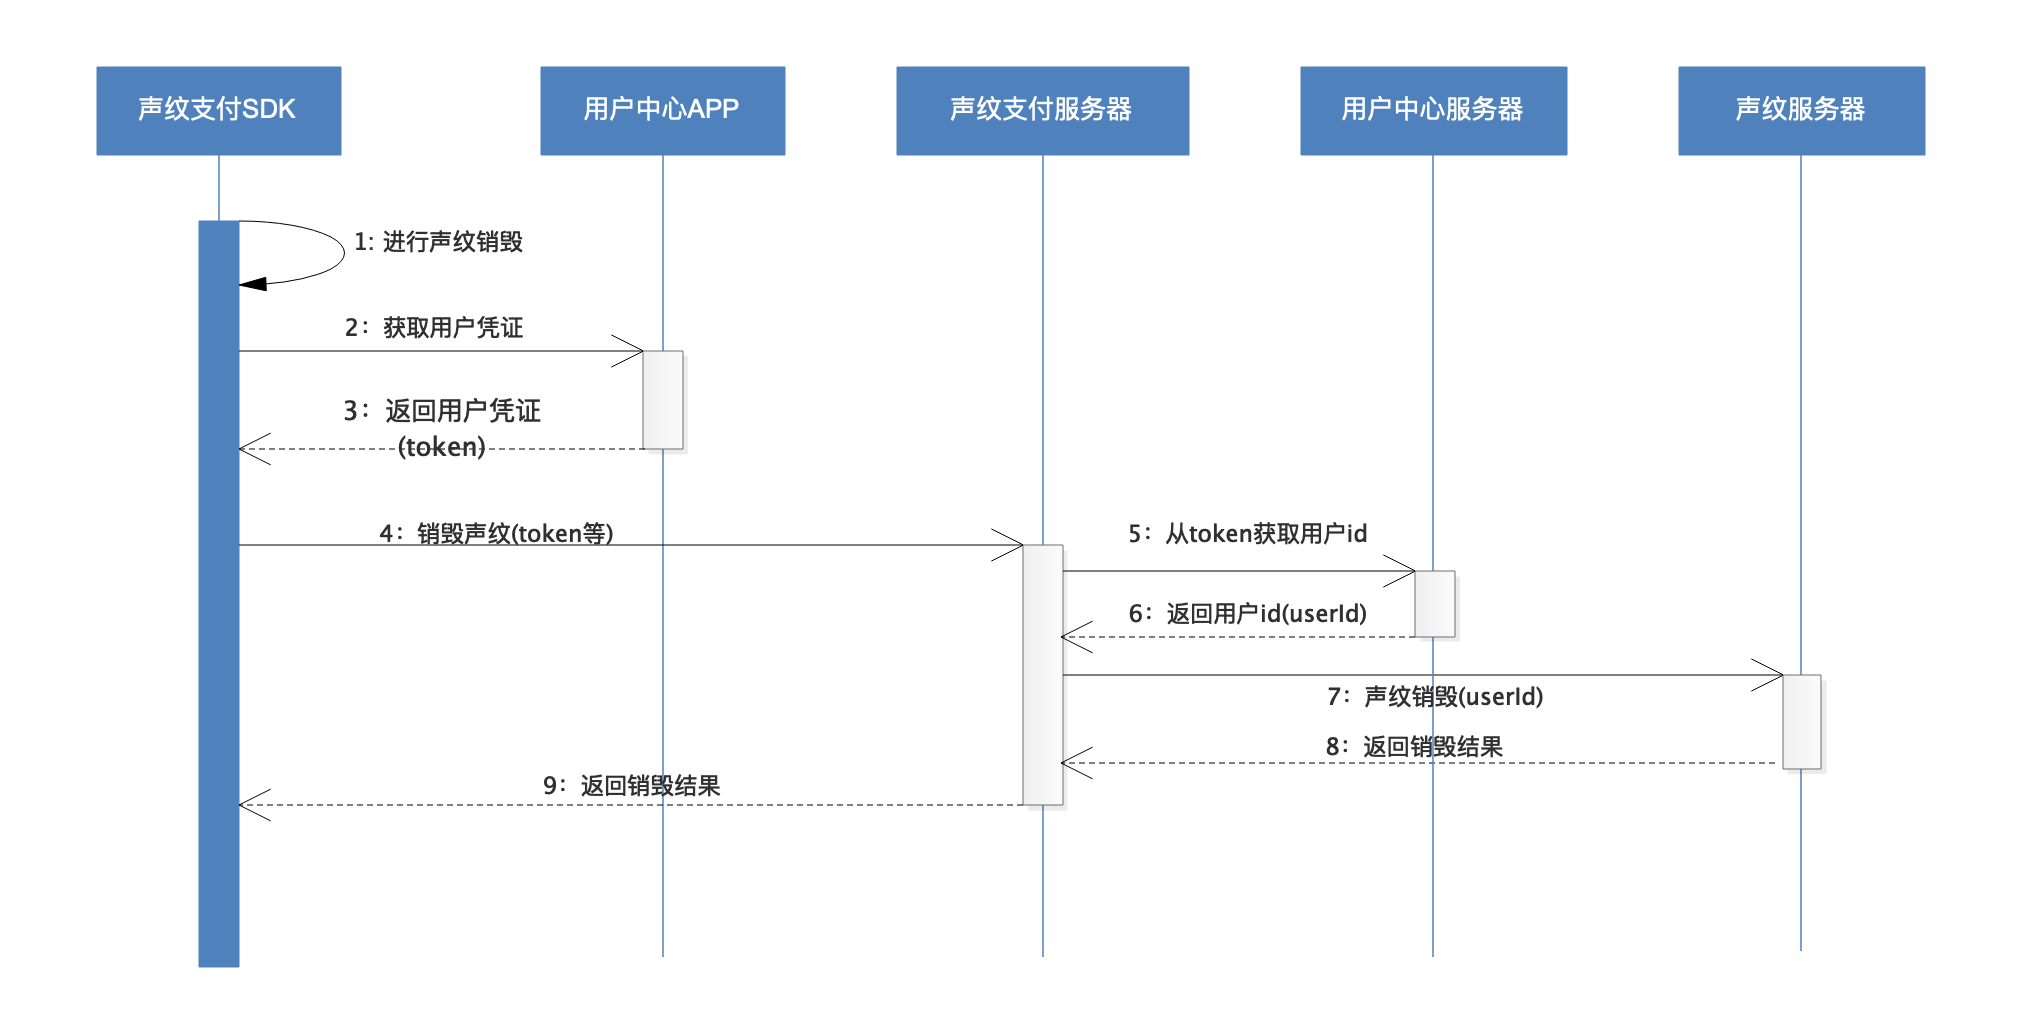 声纹支付SDK
用户中心APP
声纹支付服务器
用户中心服务器
声纹服务器
1: 进行声纹销毁
2：获取用户凭证
3：返回用户凭证
(token)
4：销毁声纹(token等)
5：从token获取用户id
6：返回用户id(userId)
7：声纹销毁(userId)
8：返回销毁结果
9：返回销毁结果